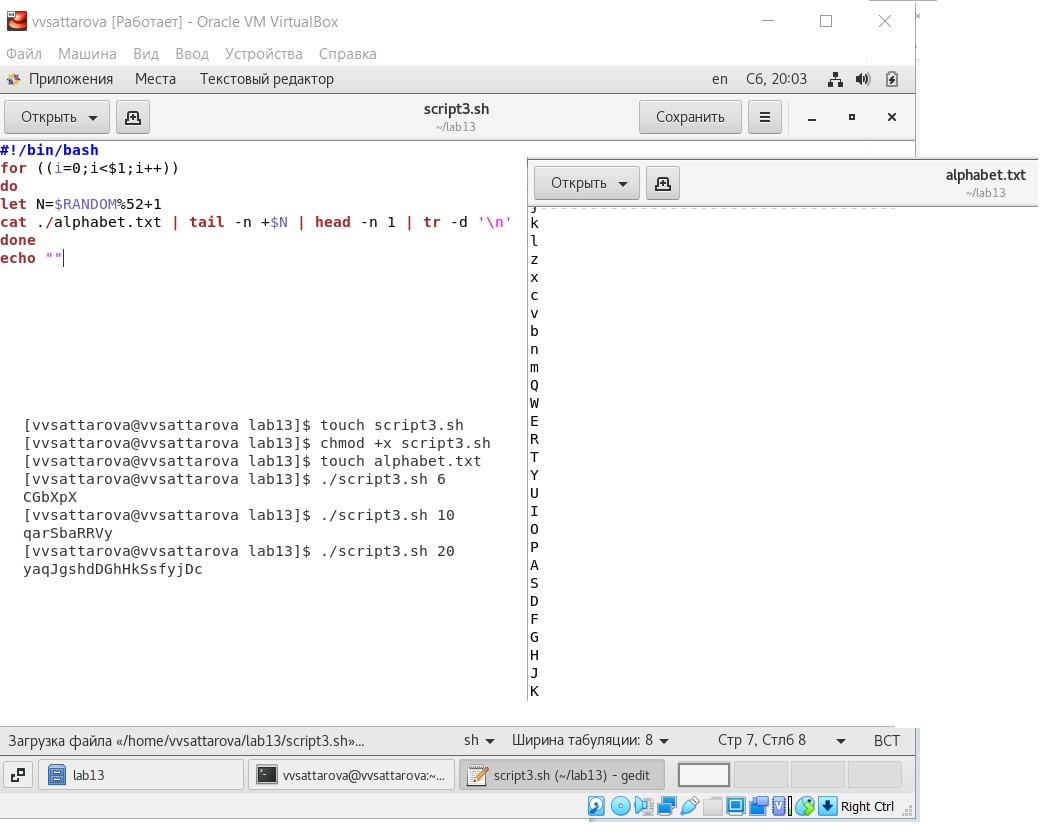 vvsattarova [Работает] - Oracle VM VirtualBox
Файл Машина Вид Ввод Устройства Справка
Приложения Места Текстовый редактор en Сб, 20:03
Открыть script3.sh Сохранить
~/lab13
#!/bin/bash
for ((i=0;i<$1;i++))
do
let N=$RANDOM%52+1
cat ./alphabet.txt | tail -n +$N | head -n 1 | tr -d '\n'
done
echo ""
[vvsattarova@vvsattarova lab13]$ touch script3.sh
[vvsattarova@vvsattarova lab13]$ chmod +x script3.sh
[vvsattarova@vvsattarova lab13]$ touch alphabet.txt
[vvsattarova@vvsattarova lab13]$ ./script3.sh 6
CGbXpX
[vvsattarova@vvsattarova lab13]$ ./script3.sh 10
qarSbaRRVy
[vvsattarova@vvsattarova lab13]$ ./script3.sh 20
yaqJgshdDGhHkSsfyjDc
Открыть alphabet.txt
~/lab13
j
k
l
z
x
c
v
b
n
m
Q
W
E
R
T
Y
U
I
O
P
A
S
D
F
G
H
J
K
Загрузка файла «/home/vvsattarova/lab13/script3.sh»... sh Ширина табуляции: 8 Стр 7, Стлб 8 ВСТ
lab13 vvsattarova@vvsattarova:~... script3.sh (~/lab13) - gedit
Right Ctrl